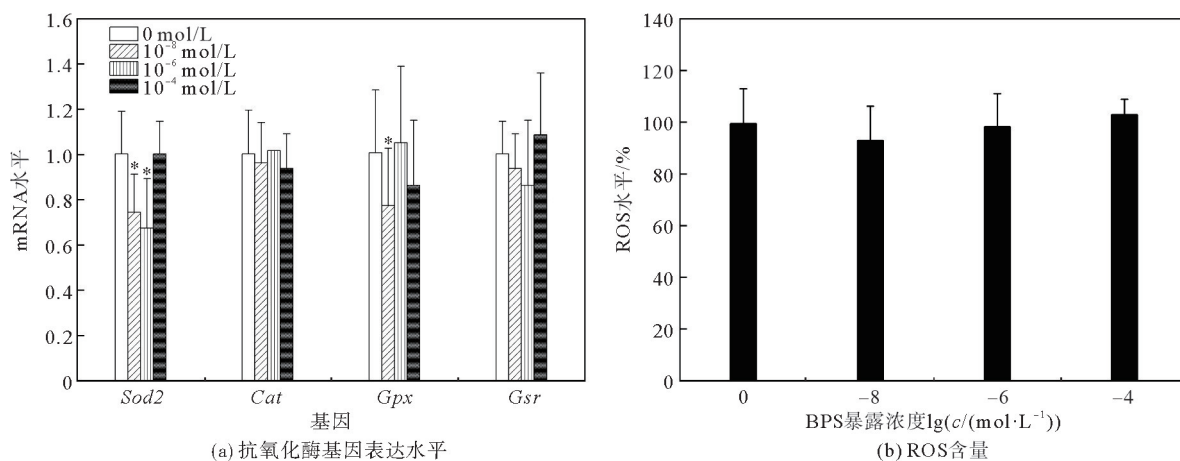 1.6
1.4
1.2
1.0
0.8
0.6
0.4
0.2
0
mRNA水平
0 mol/L
10⁻⁸ mol/L
10⁻⁶ mol/L
10⁻⁴ mol/L
* *
*
Sod2 Cat Gpx Gsr
基因
(a) 抗氧化酶基因表达水平
140
120
100
80
60
40
20
0
ROS水平/%
0 −8 −6 −4
BPS暴露浓度lg(c/(mol·L⁻¹))
(b) ROS含量